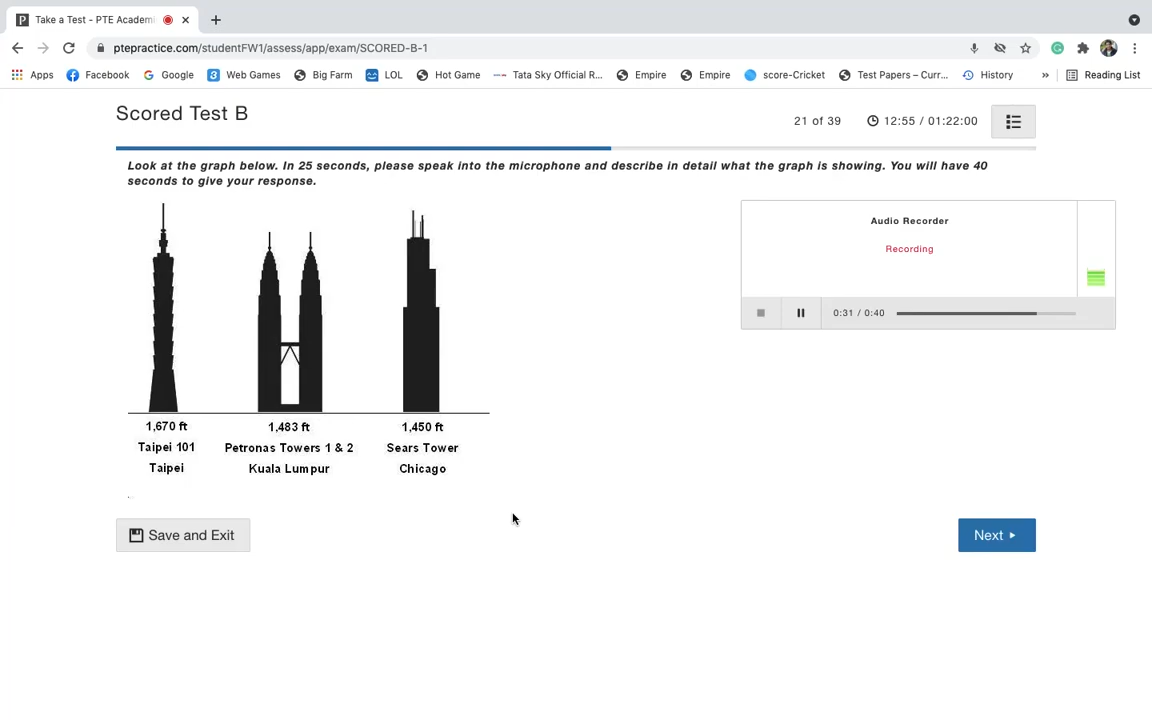 Take a Test - PTE Academi
ptepractice.com/studentFW1/assess/app/exam/SCORED-B-1
Apps Facebook Google Web Games Big Farm LOL Hot Game Tata Sky Official R... Empire Empire score-Cricket Test Papers – Curr... History » Reading List
Scored Test B
21 of 39 12:55 / 01:22:00
Look at the graph below. In 25 seconds, please speak into the microphone and describe in detail what the graph is showing. You will have 40
seconds to give your response.
Audio Recorder
Recording
0:31 / 0:40
1,670 ft 1,483 ft 1,450 ft
Taipei 101 Petronas Towers 1 & 2 Sears Tower
Taipei Kuala Lumpur Chicago
.
Save and Exit Next